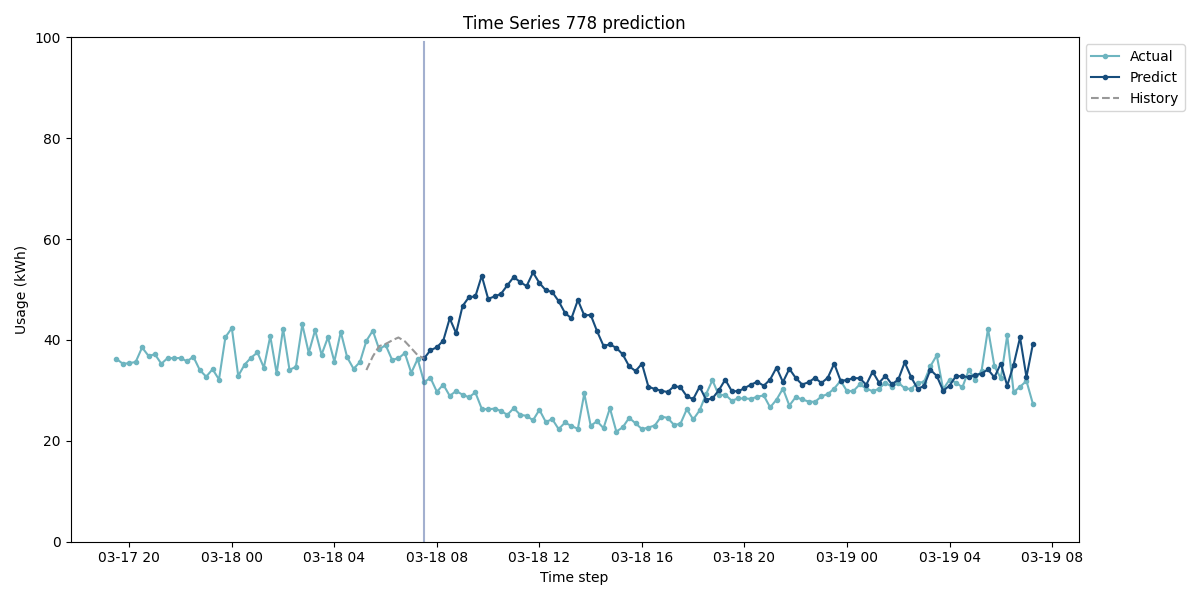 Time Series 778 prediction
100
80
60
40
20
0
Usage (kWh)
03-17 20 03-18 00 03-18 04 03-18 08 03-18 12 03-18 16 03-18 20 03-19 00 03-19 04 03-19 08
Time step
Actual
Predict
History